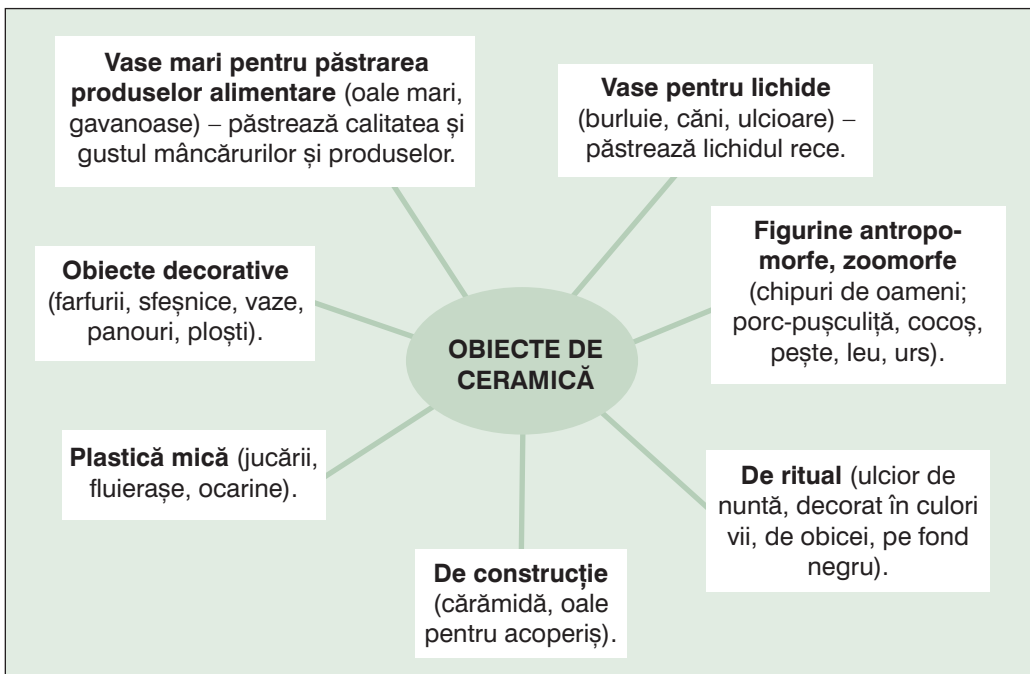 Vase mari pentru păstrarea
produselor alimentare (oale mari,
gavanoase) – păstrează calitatea și
gustul mâncărurilor și produselor.
Vase pentru lichide
(burluie, căni, ulcioare) –
păstrează lichidul rece.
Obiecte decorative
(farfurii, sfeșnice, vaze,
panouri, ploști).
Figurine antropo-
morfe, zoomorfe
(chipuri de oameni;
porc-pușculiță, cocoș,
pește, leu, urs).
OBIECTE DE
CERAMICĂ
Plastică mică (jucării,
fluierașe, ocarine).
De ritual (ulcior de
nuntă, decorat în culori
vii, de obicei, pe fond
negru).
De construcție
(cărămidă, oale
pentru acoperiș).